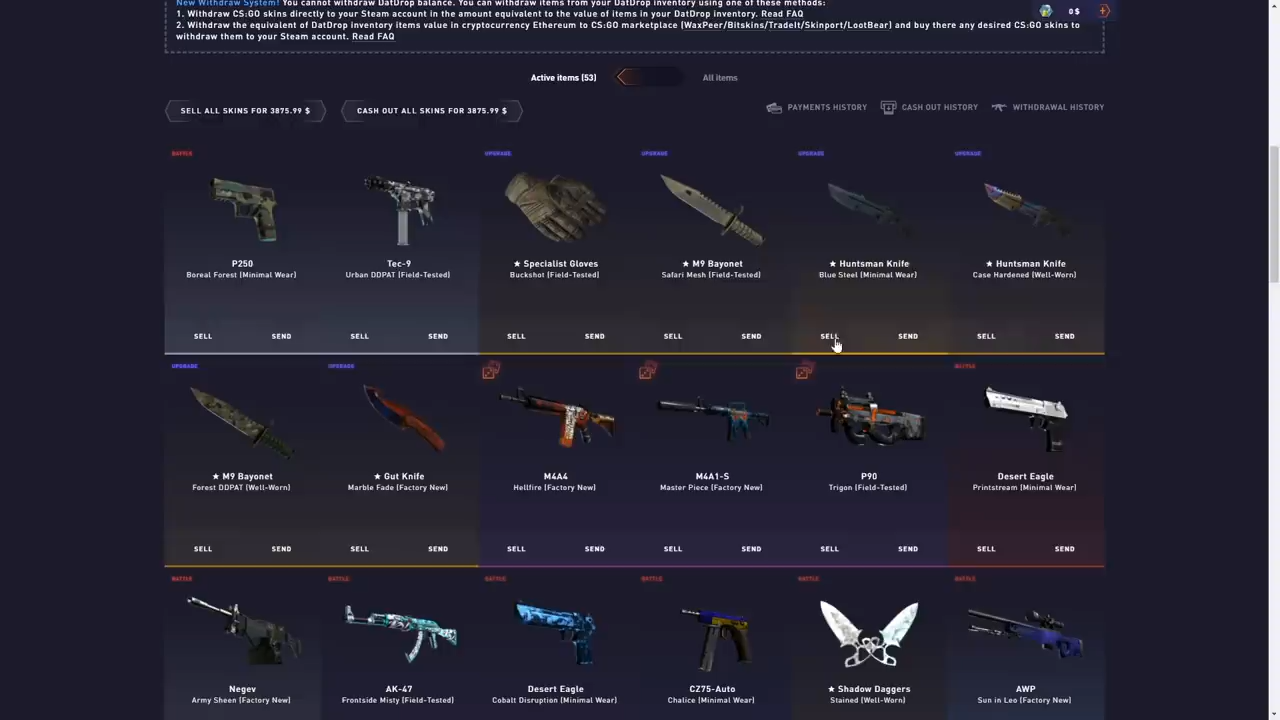 New Withdraw System! You cannot withdraw DatDrop balance. You can withdraw items from your DatDrop inventory using one of these methods:
1. Withdraw CS:GO skins directly to your Steam account in the amount equivalent to the value of items in your DatDrop inventory. Read FAQ
2. Withdraw the equivalent of DatDrop inventory items value in cryptocurrency Ethereum to CS:GO marketplace (WaxPeer/Bitskins/TradeIt/Skinport/LootBear) and buy there any desired CS:GO skins to
withdraw them to your Steam account. Read FAQ
0 $
Active items (53)
All items
SELL ALL SKINS FOR 3875.99 $
CASH OUT ALL SKINS FOR 3875.99 $
PAYMENTS HISTORY
CASH OUT HISTORY
WITHDRAWAL HISTORY
BATTLE
UPGRADE
UPGRADE
UPGRADE
UPGRADE
P250
Boreal Forest (Minimal Wear)
SELL SEND
Tec-9
Urban DDPAT (Field-Tested)
SELL SEND
★ Specialist Gloves
Buckshot (Field-Tested)
SELL SEND
★ M9 Bayonet
Safari Mesh (Field-Tested)
SELL SEND
★ Huntsman Knife
Blue Steel (Minimal Wear)
SELL SEND
★ Huntsman Knife
Case Hardened (Well-Worn)
SELL SEND
UPGRADE
UPGRADE
BATTLE
★ M9 Bayonet
Forest DDPAT (Well-Worn)
SELL SEND
★ Gut Knife
Marble Fade (Factory New)
SELL SEND
M4A4
Hellfire (Factory New)
SELL SEND
M4A1-S
Master Piece (Factory New)
SELL SEND
P90
Trigon (Field-Tested)
SELL SEND
Desert Eagle
Printstream (Minimal Wear)
SELL SEND
BATTLE
BATTLE
BATTLE
BATTLE
BATTLE
BATTLE
Negev
Army Sheen (Factory New)
AK-47
Frontside Misty (Field-Tested)
Desert Eagle
Cobalt Disruption (Minimal Wear)
CZ75-Auto
Chalice (Minimal Wear)
★ Shadow Daggers
Stained (Well-Worn)
AWP
Sun in Leo (Factory New)